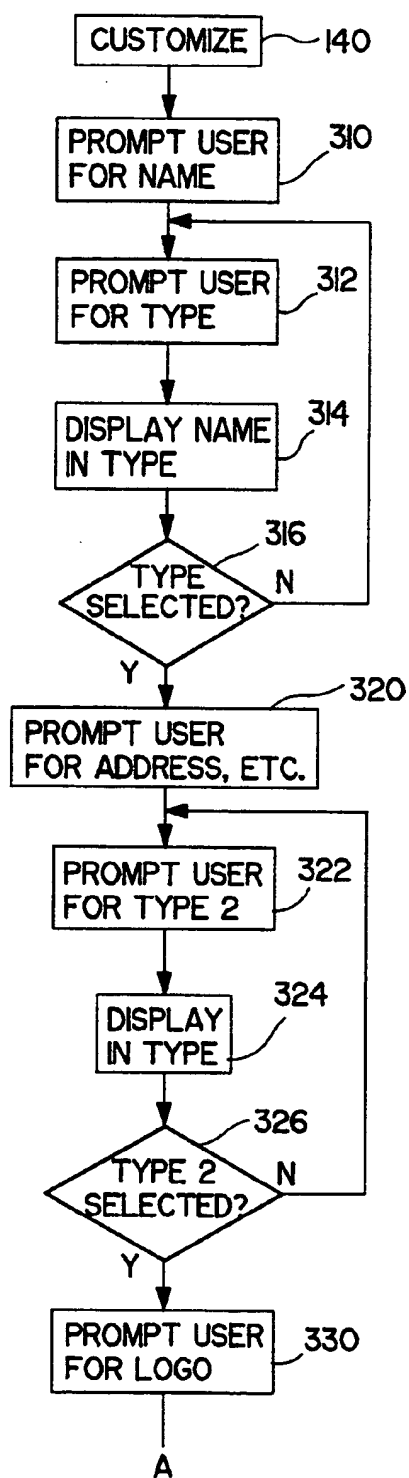 CUSTOMIZE
140
PROMPT USER
FOR NAME
310
PROMPT USER
FOR TYPE
312
DISPLAY NAME
IN TYPE
314
TYPE
SELECTED?
316
N
Y
PROMPT USER
FOR ADDRESS, ETC.
320
PROMPT USER
FOR TYPE 2
322
DISPLAY
IN TYPE
324
TYPE 2
SELECTED?
326
N
Y
PROMPT USER
FOR LOGO
330
A